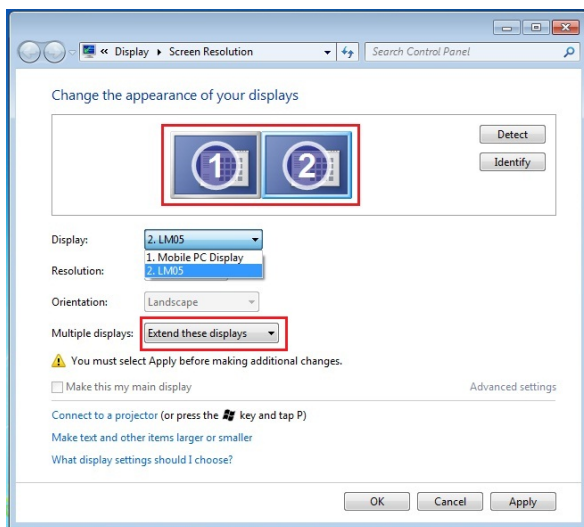 « Display ▸ Screen Resolution
Search Control Panel
Change the appearance of your displays
1
2
Detect
Identify
Display:
2. LM05
1. Mobile PC Display
2. LM05
Resolution:
Orientation:
Landscape
Multiple displays:
Extend these displays
You must select Apply before making additional changes.
Make this my main display
Advanced settings
Connect to a projector (or press the key and tap P)
Make text and other items larger or smaller
What display settings should I choose?
OK
Cancel
Apply